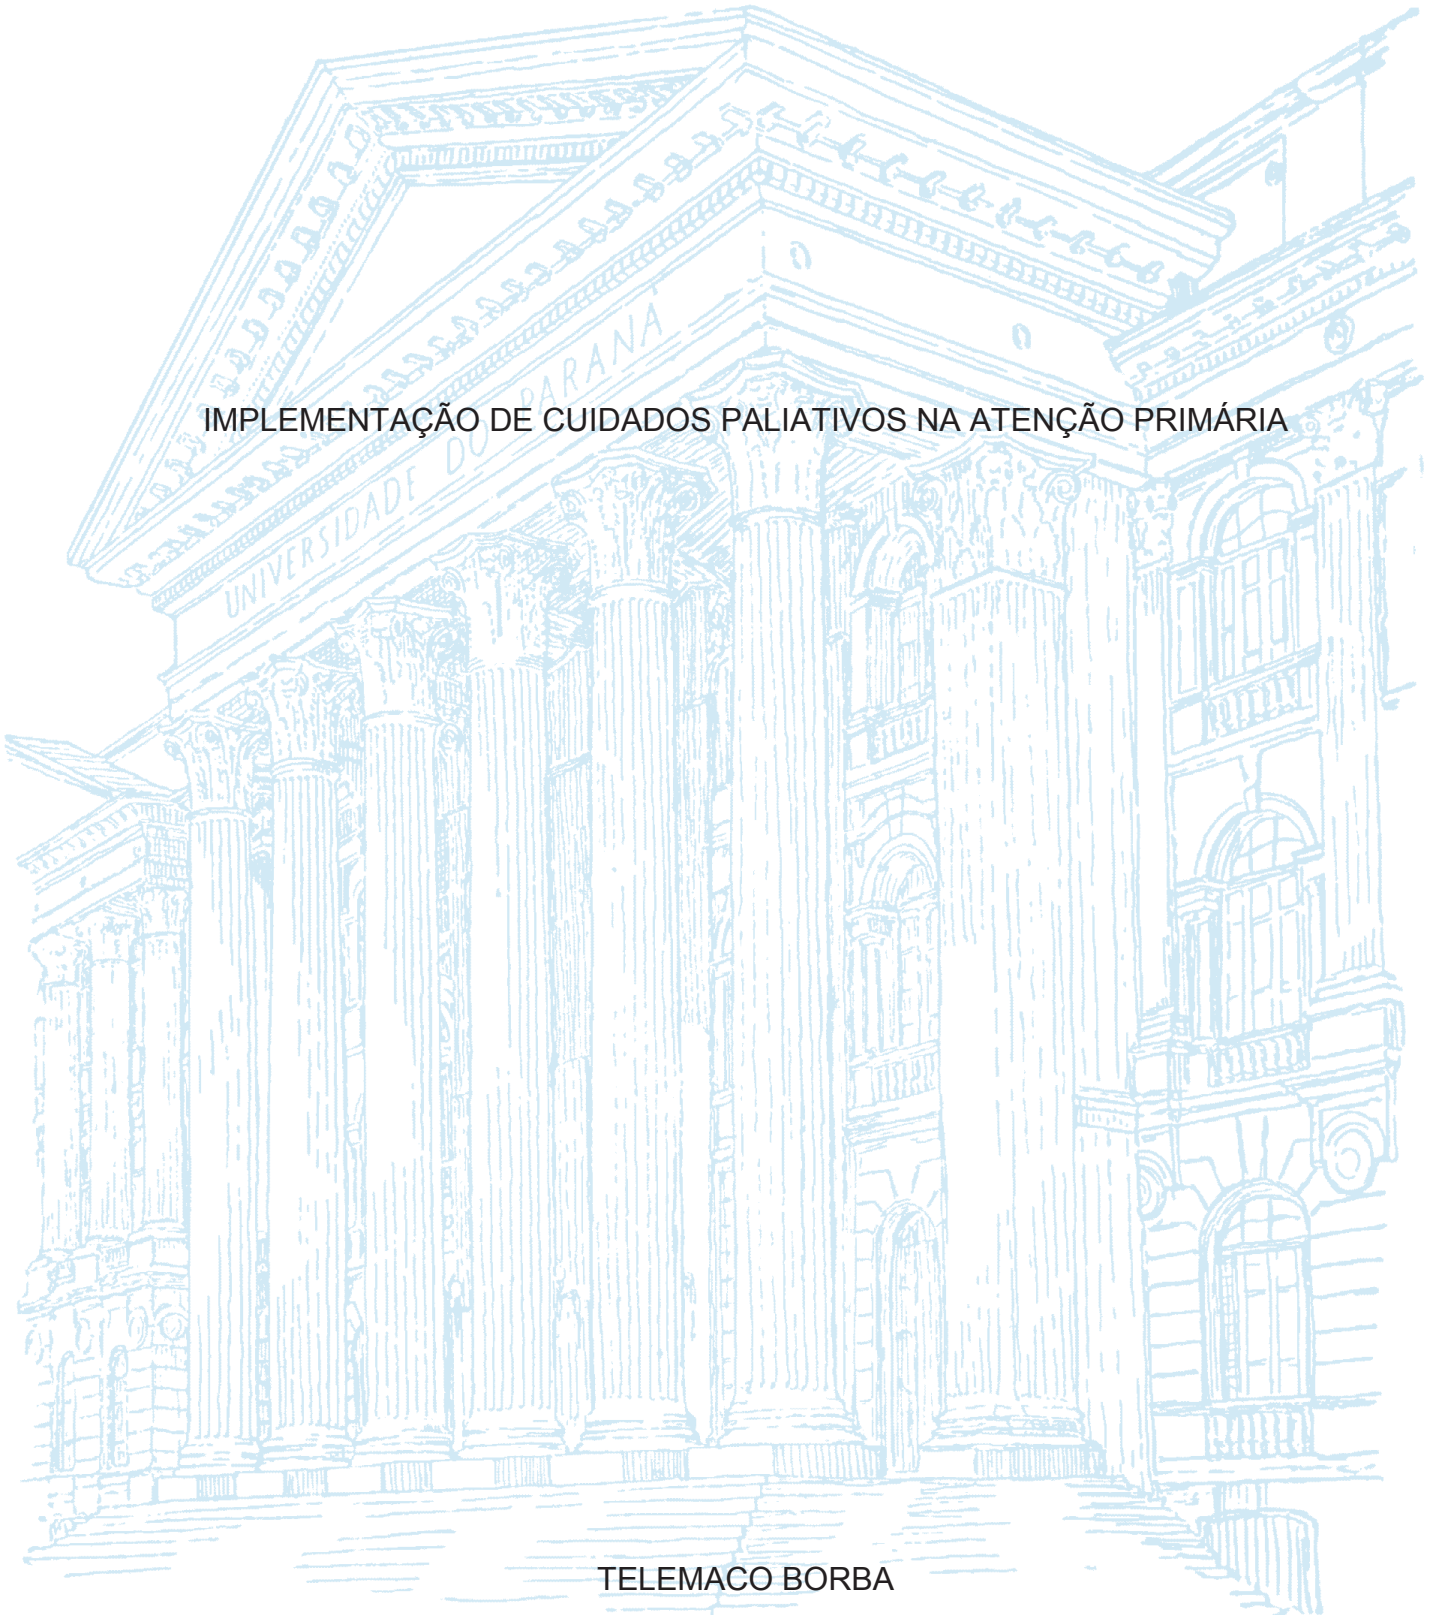 UNIVERSIDADE DO PARANÁ
IMPLEMENTAÇÃO DE CUIDADOS PALIATIVOS NA ATENÇÃO PRIMÁRIA
TELEMACO BORBA